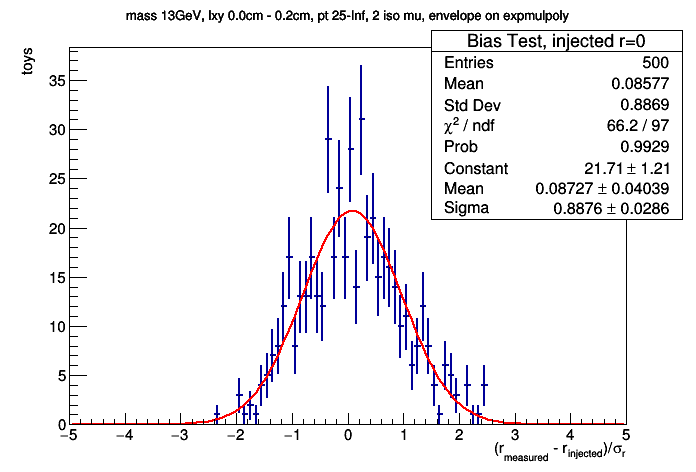 mass 13GeV, lxy 0.0cm - 0.2cm, pt 25-Inf, 2 iso mu, envelope on expmulpoly
Bias Test, injected r=0
Entries 500
Mean 0.08577
Std Dev 0.8869
χ² / ndf 66.2 / 97
Prob 0.9929
Constant 21.71 ± 1.21
Mean 0.08727 ± 0.04039
Sigma 0.8876 ± 0.0286
toys
35
30
25
20
15
10
5
0
−5 −4 −3 −2 −1 0 1 2 3 4 5
(r_measured - r_injected)/σ_r